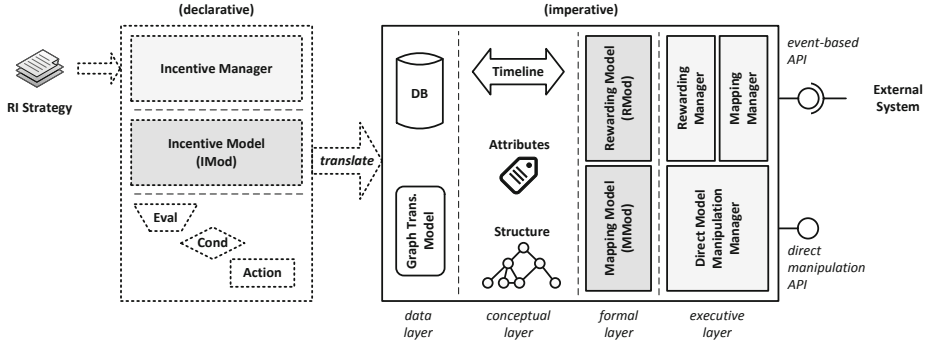 (declarative)
(imperative)
RI Strategy
Incentive Manager
Incentive Model
(IMod)
Eval
Cond
Action
translate
DB
Graph Trans.
Model
Timeline
Attributes
Structure
Rewarding Model
(RMod)
Mapping Model
(MMod)
Rewarding
Manager
Mapping
Manager
Direct Model
Manipulation
Manager
event-based
API
External
System
direct
manipulation
API
data
layer
conceptual
layer
formal
layer
executive
layer